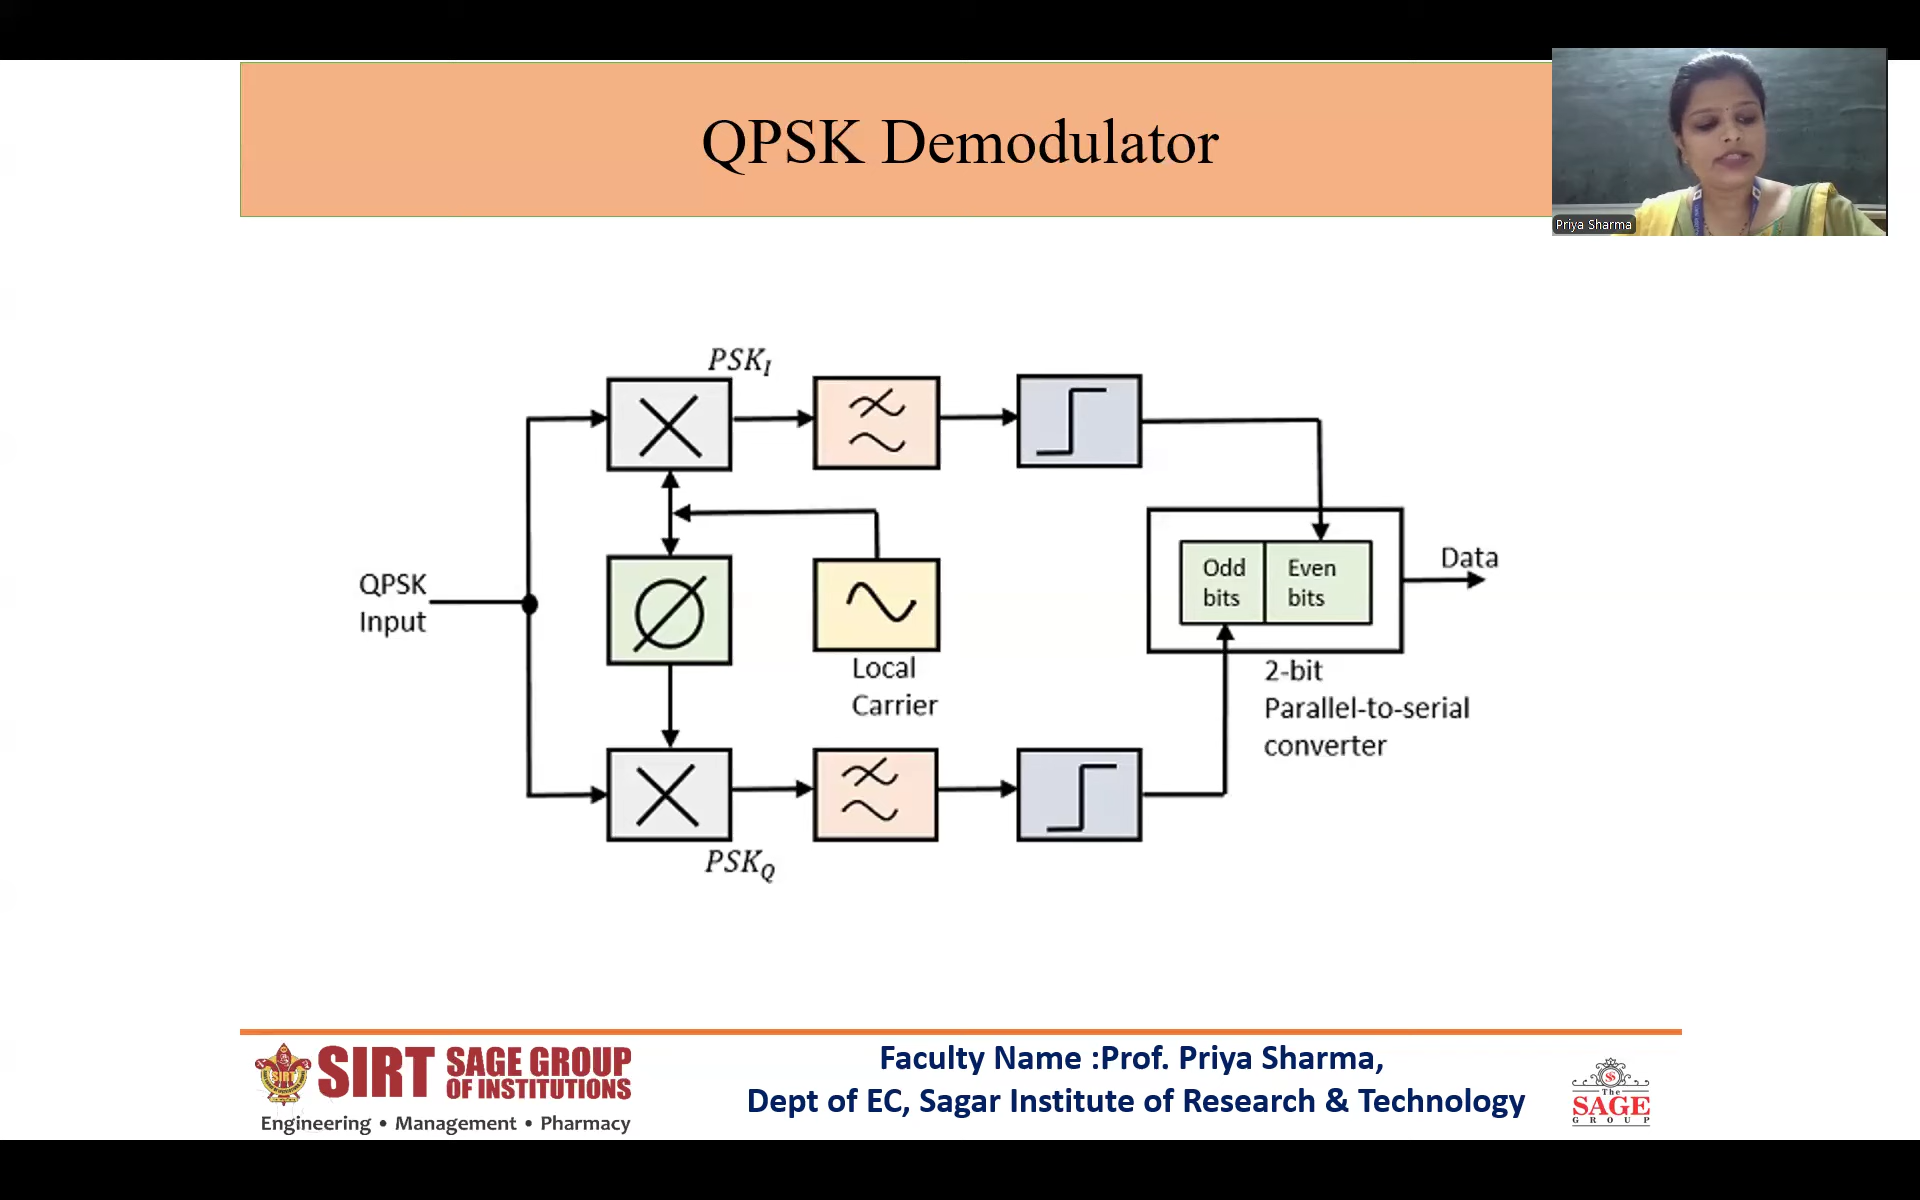 QPSK Demodulator
Priya Sharma
PSK_I
QPSK
Input
Local
Carrier
Odd
bits
Even
bits
Data
2-bit
Parallel-to-serial
converter
PSK_Q
SIRT SAGE GROUP
OF INSTITUTIONS
Engineering • Management • Pharmacy
Faculty Name :Prof. Priya Sharma,
Dept of EC, Sagar Institute of Research & Technology
The
SAGE
GROUP